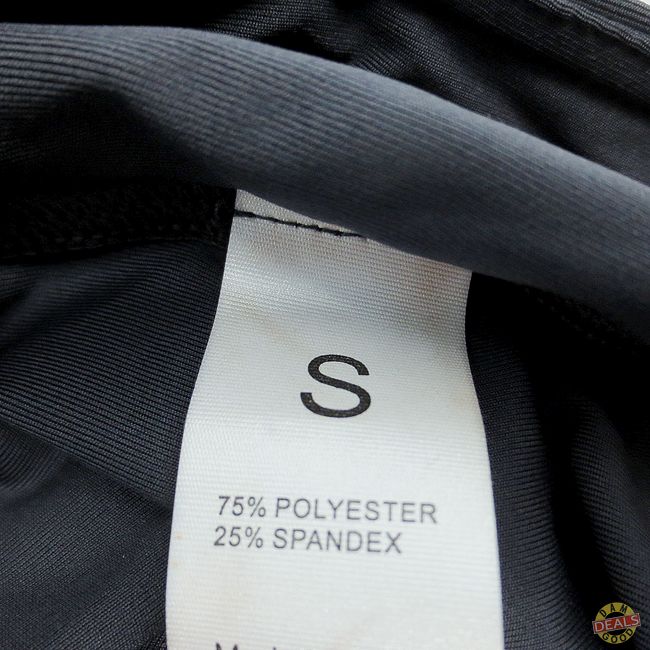 S
75% POLYESTER
25% SPANDEX
DAM
DEALS
GOOD